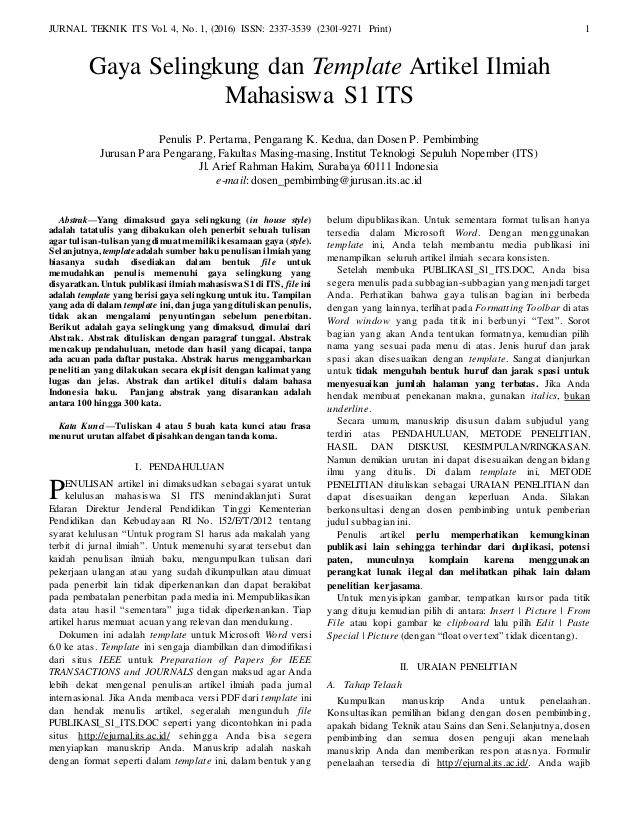 JURNAL TEKNIK ITS Vol. 4, No. 1, (2016) ISSN: 2337-3539 (2301-9271 Print) 1
Gaya Selingkung dan Template Artikel Ilmiah
Mahasiswa S1 ITS
Penulis P. Pertama, Pengarang K. Kedua, dan Dosen P. Pembimbing
Jurusan Para Pengarang, Fakultas Masing-masing, Institut Teknologi Sepuluh Nopember (ITS)
Jl. Arief Rahman Hakim, Surabaya 60111 Indonesia
e-mail: dosen_pembimbing@jurusan.its.ac.id
Abstrak—Yang dimaksud gaya selingkung (in house style)
adalah tatatulis yang dibakukan oleh penerbit sebuah tulisan
agar tulisan-tulisan yang dimuat memiliki kesamaan gaya (style).
Selanjutnya, template adalah sumber baku penulisan ilmiah yang
biasanya sudah disediakan dalam bentuk file untuk
memudahkan penulis memenuhi gaya selingkung yang
disyaratkan. Untuk publikasi ilmiah mahasiswa S1 di ITS, file ini
adalah template yang berisi gaya selingkung untuk itu. Tampilan
yang ada di dalam template ini, dan juga yang dituliskan penulis,
tidak akan mengalami penyuntingan sebelum penerbitan.
Berikut adalah gaya selingkung yang dimaksud, dimulai dari
Abstrak. Abstrak dituliskan dengan paragraf tunggal. Abstrak
mencakup pendahuluan, metode dan hasil yang dicapai, tanpa
ada acuan pada daftar pustaka. Abstrak harus menggambarkan
penelitian yang dilakukan secara eksplisit dengan kalimat yang
lugas dan jelas. Abstrak dan artikel ditulis dalam bahasa
Indonesia baku. Panjang abstrak yang disarankan adalah
antara 100 hingga 300 kata.
Kata Kunci—Tuliskan 4 atau 5 buah kata kunci atau frasa
menurut urutan alfabet dipisahkan dengan tanda koma.
I. PENDAHULUAN
PENULISAN artikel ini dimaksudkan sebagai syarat untuk
kelulusan mahasiswa S1 ITS menindaklanjuti Surat
Edaran Direktur Jenderal Pendidikan Tinggi Kementerian
Pendidikan dan Kebudayaan RI No. 152/E/T/2012 tentang
syarat kelulusan “Untuk program S1 harus ada makalah yang
terbit di jurnal ilmiah”. Untuk memenuhi syarat tersebut dan
kaidah penulisan ilmiah baku, mengumpulkan tulisan dari
pekerjaan ulangan atau yang sudah dikumpulkan atau dimuat
pada penerbit lain tidak diperkenankan dan dapat berakibat
pada pembatalan penerbitan pada media ini. Mempublikasikan
data atau hasil “sementara” juga tidak diperkenankan. Tiap
artikel harus memuat acuan yang relevan dan mendukung.
Dokumen ini adalah template untuk Microsoft Word versi
6.0 ke atas. Template ini sengaja diambilkan dan dimodifikasi
dari situs IEEE untuk Preparation of Papers for IEEE
TRANSACTIONS and JOURNALS dengan maksud agar Anda
lebih dekat mengenal penulisan artikel ilmiah pada jurnal
internasional. Jika Anda membaca versi PDF dari template ini
dan hendak menulis artikel, segeralah mengunduh file
PUBLIKASI_S1_ITS.DOC seperti yang dicontohkan ini pada
situs http://ejurnal.its.ac.id/ sehingga Anda bisa segera
menyiapkan manuskrip Anda. Manuskrip adalah naskah
dengan format seperti dalam template ini, dalam bentuk yang
belum dipublikasikan. Untuk sementara format tulisan hanya
tersedia dalam Microsoft Word. Dengan menggunakan
template ini, Anda telah membantu media publikasi ini
menampilkan seluruh artikel ilmiah secara konsisten.
Setelah membuka PUBLIKASI_S1_ITS.DOC, Anda bisa
segera menulis pada subbagian-subbagian yang menjadi target
Anda. Perhatikan bahwa gaya tulisan bagian ini berbeda
dengan yang lainnya, terlihat pada Formatting Toolbar di atas
Word window yang pada titik ini berbunyi “Text”. Sorot
bagian yang akan Anda tentukan formatnya, kemudian pilih
nama yang sesuai pada menu di atas. Jenis huruf dan jarak
spasi akan disesuaikan dengan template. Sangat dianjurkan
untuk tidak mengubah bentuk huruf dan jarak spasi untuk
menyesuaikan jumlah halaman yang terbatas. Jika Anda
hendak membuat penekanan makna, gunakan italics, bukan
underline.
Secara umum, manuskrip disusun dalam subjudul yang
terdiri atas PENDAHULUAN, METODE PENELITIAN,
HASIL DAN DISKUSI, KESIMPULAN/RINGKASAN.
Namun demikian urutan ini dapat disesuaikan dengan bidang
ilmu yang ditulis. Di dalam template ini, METODE
PENELITIAN dituliskan sebagai URAIAN PENELITIAN dan
dapat disesuaikan dengan keperluan Anda. Silakan
berkonsultasi dengan dosen pembimbing untuk pemberian
judul subbagian ini.
Penulis artikel perlu memperhatikan kemungkinan
publikasi lain sehingga terhindar dari duplikasi, potensi
paten, munculnya komplain karena menggunakan
perangkat lunak ilegal dan melibatkan pihak lain dalam
penelitian kerjasama.
Untuk menyisipkan gambar, tempatkan kursor pada titik
yang dituju kemudian pilih di antara: Insert | Picture | From
File atau kopi gambar ke clipboard lalu pilih Edit | Paste
Special | Picture (dengan “float over text” tidak dicentang).
II. URAIAN PENELITIAN
A. Tahap Telaah
Kumpulkan manuskrip Anda untuk penelaahan.
Konsultasikan pemilihan bidang dengan dosen pembimbing,
apakah bidang Teknik atau Sains dan Seni. Selanjutnya, dosen
pembimbing dan semua dosen penguji akan menelaah
manuskrip Anda dan memberikan respon atasnya. Formulir
penelaahan tersedia di http://ejurnal.its.ac.id/. Anda wajib